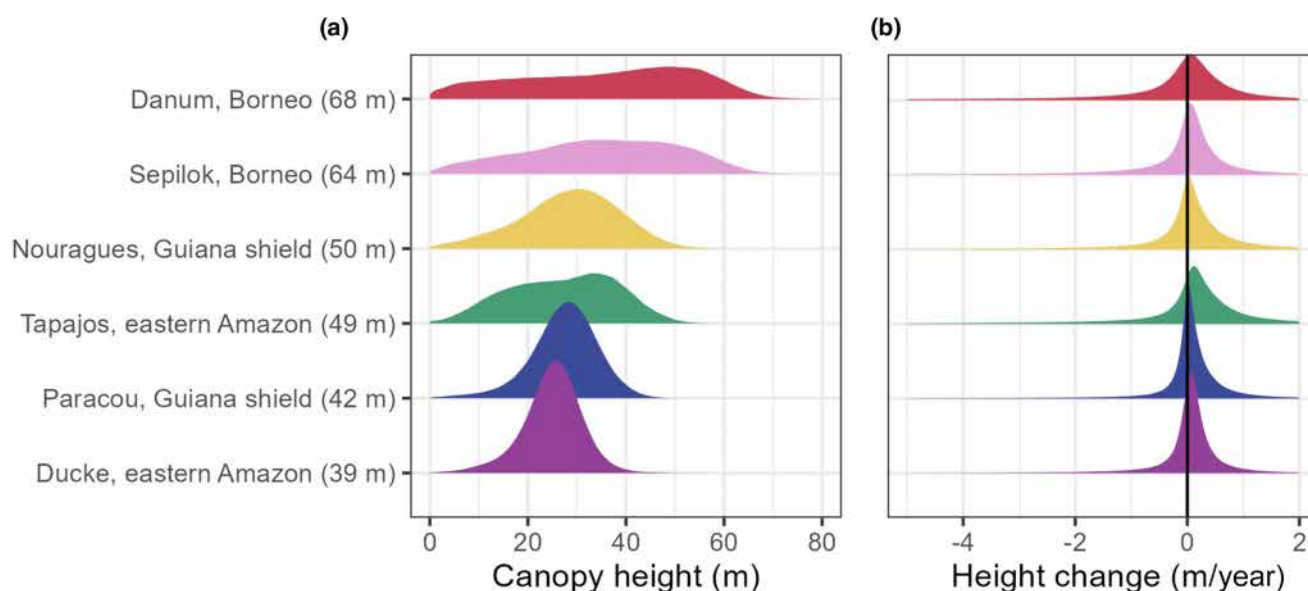 (a)
(b)
Danum, Borneo (68 m)
Sepilok, Borneo (64 m)
Nouragues, Guiana shield (50 m)
Tapajos, eastern Amazon (49 m)
Paracou, Guiana shield (42 m)
Ducke, eastern Amazon (39 m)
0 20 40 60 80
-4 -2 0 2
Canopy height (m)
Height change (m/year)